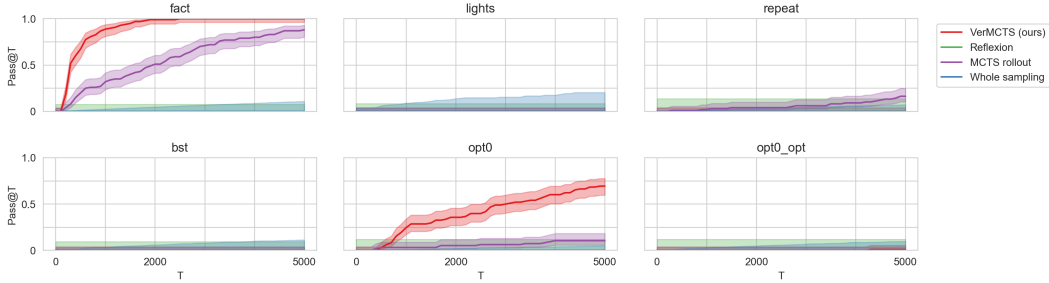 fact
lights
repeat
Pass@T
1.0
0.5
0
VerMCTS (ours)
Reflexion
MCTS rollout
Whole sampling
bst
opt0
opt0_opt
Pass@T
1.0
0.5
0
0 2000 5000
0 2000 5000
0 2000 5000
T
T
T